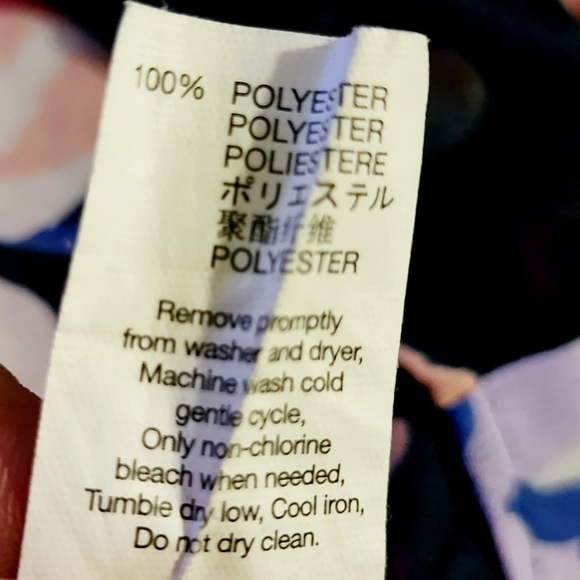 100% POLYESTER
POLYESTER
POLIESTERE
ポリエステル
聚酯纤维
POLYESTER
Remove promptly
from washer and dryer,
Machine wash cold
gentle cycle,
Only non-chlorine
bleach when needed,
Tumble dry low, Cool iron,
Do not dry clean.